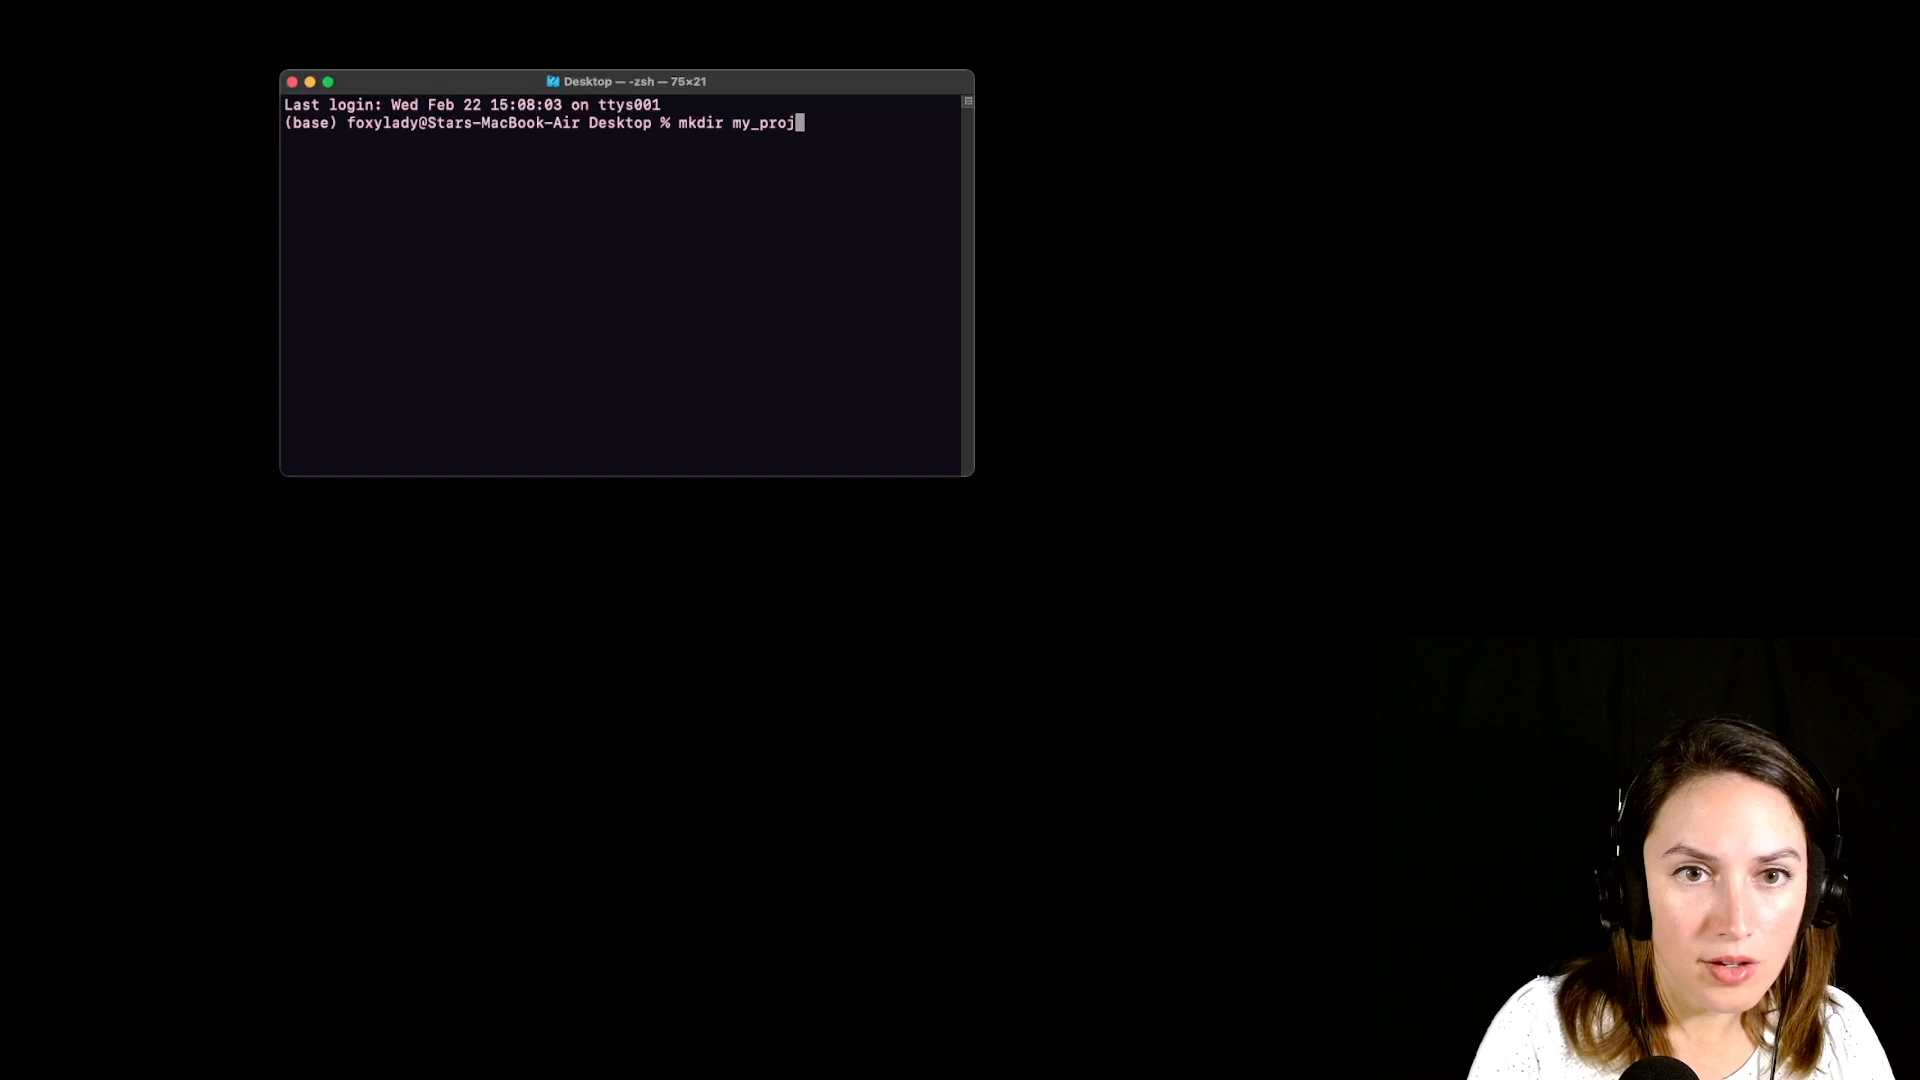 Desktop — -zsh — 75×21
Last login: Wed Feb 22 15:08:03 on ttys001
(base) foxylady@Stars-MacBook-Air Desktop % mkdir my_proj